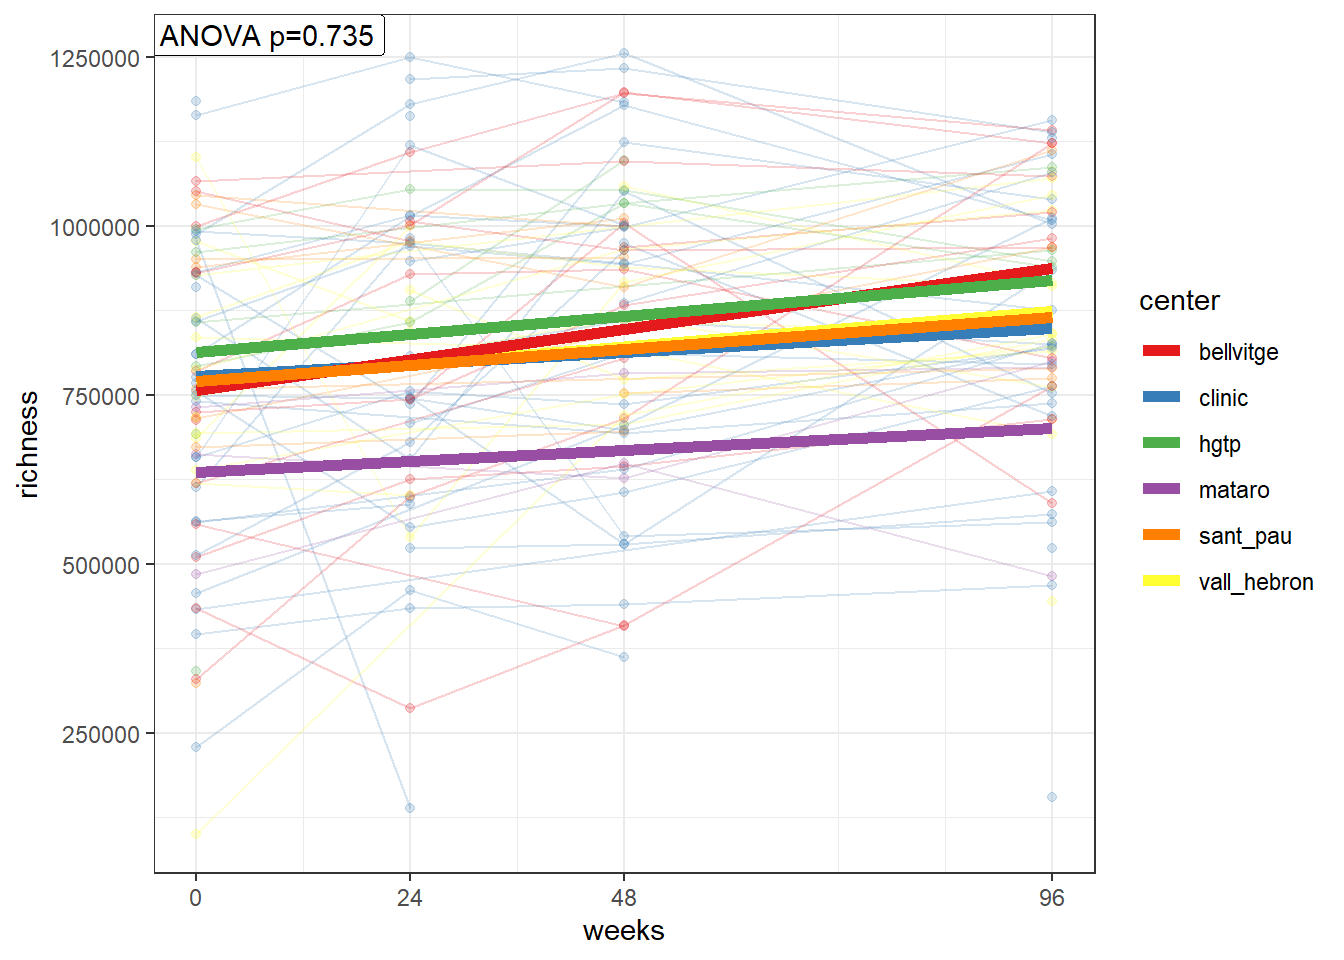 ANOVA p=0.735
1250000
1000000
750000
500000
250000
richness
0 24 48 96
weeks
center
bellvitge
clinic
hgtp
mataro
sant_pau
vall_hebron